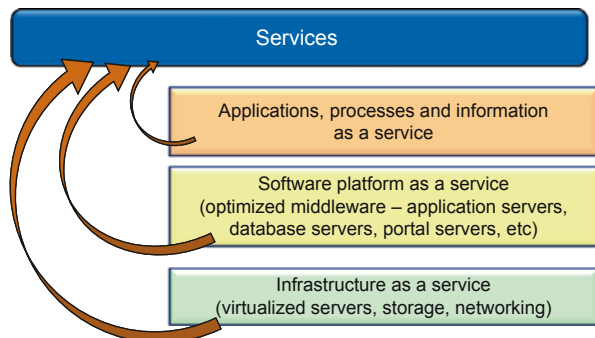 Services
Applications, processes and information
as a service
Software platform as a service
(optimized middleware – application servers,
database servers, portal servers, etc)
Infrastructure as a service
(virtualized servers, storage, networking)